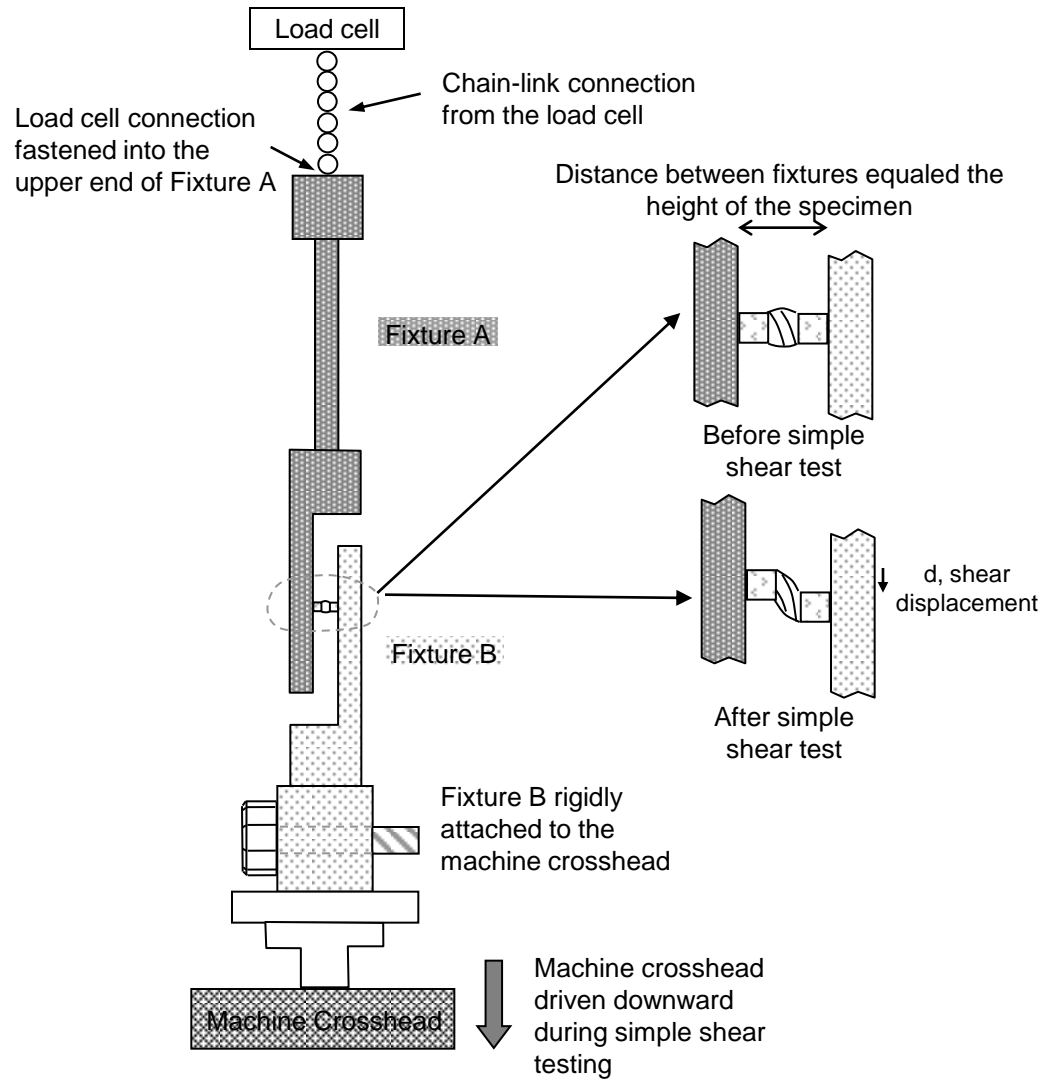 Load cell
Chain-link connection
from the load cell
Load cell connection
fastened into the
upper end of Fixture A
Distance between fixtures equaled the
height of the specimen
Fixture A
Before simple
shear test
d, shear
displacement
Fixture B
After simple
shear test
Fixture B rigidly
attached to the
machine crosshead
Machine crosshead
driven downward
during simple shear
testing
Machine Crosshead